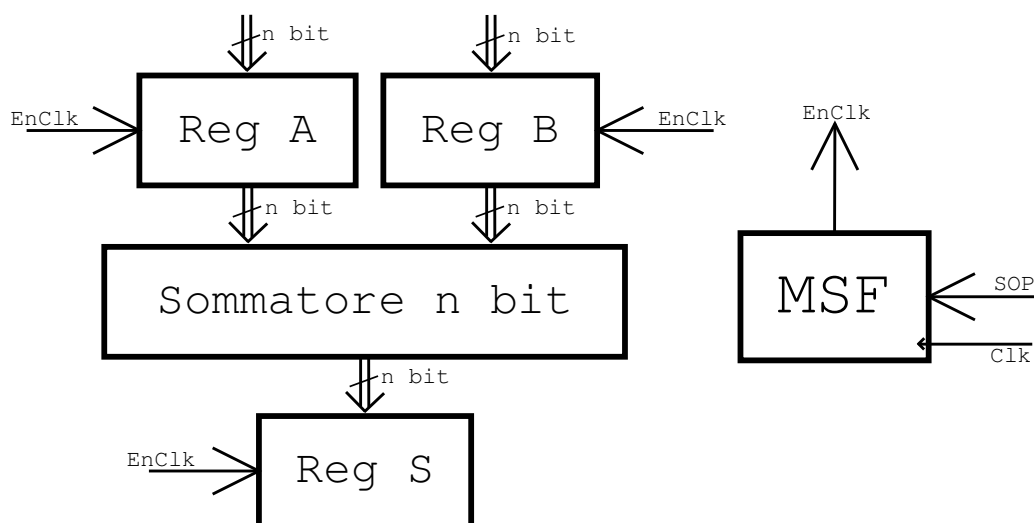 n bit
n bit
EnClk
Reg A
Reg B
EnClk
EnClk
n bit
n bit
Sommatore n bit
MSF
SOP
Clk
n bit
EnClk
Reg S